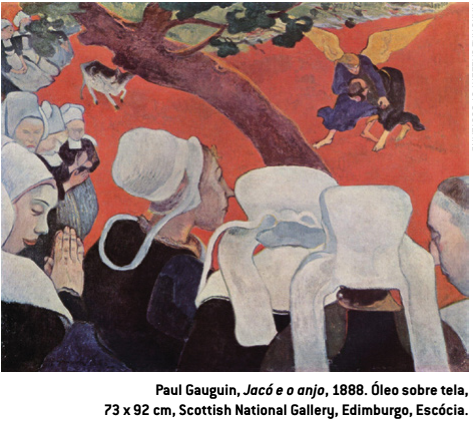 Paul Gauguin, Jacó e o anjo, 1888. Óleo sobre tela,
73 x 92 cm, Scottish National Gallery, Edimburgo, Escócia.